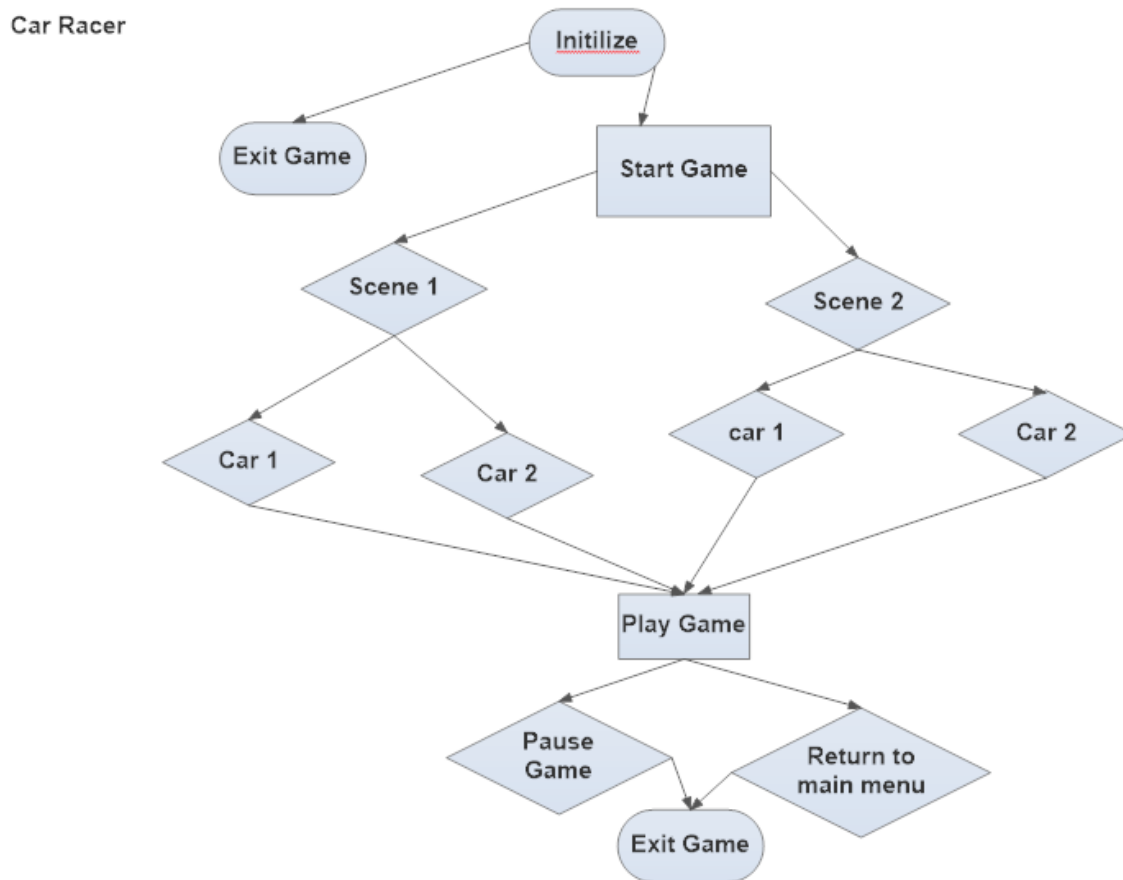 Car Racer
Initilize
Exit Game
Start Game
Scene 1
Scene 2
Car 1
Car 2
car 1
Car 2
Play Game
Pause
Game
Return to
main menu
Exit Game